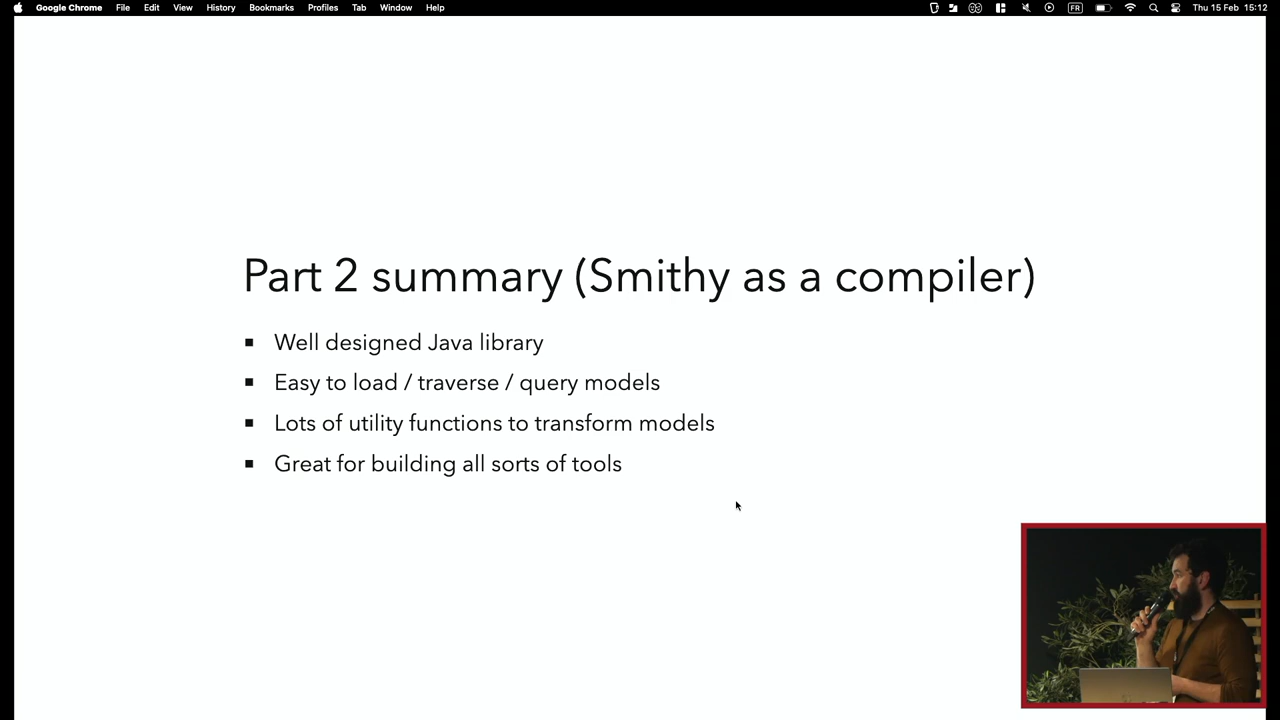 Google Chrome File Edit View History Bookmarks Profiles Tab Window Help FR Thu 15 Feb 15:12
Part 2 summary (Smithy as a compiler)
▪ Well designed Java library
▪ Easy to load / traverse / query models
▪ Lots of utility functions to transform models
▪ Great for building all sorts of tools